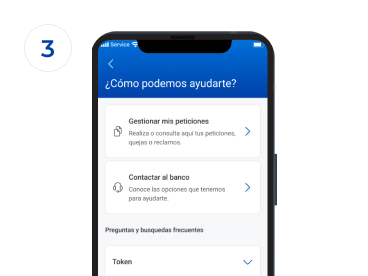 3
Service
¿Cómo podemos ayudarte?
Gestionar mis peticiones
Realiza o consulta aquí tus peticiones,
quejas o reclamos.
Contactar al banco
Conoce las opciones que tenemos
para ayudarte.
Preguntas y busquedas frecuentes
Token